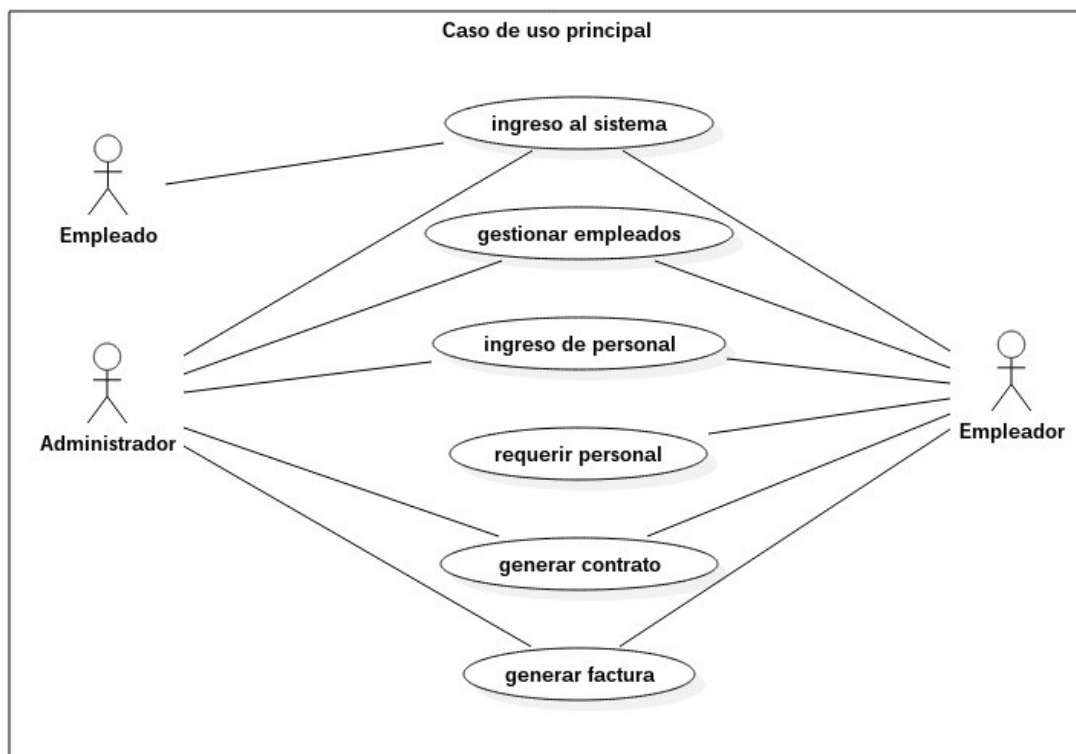 Caso de uso principal
ingreso al sistema
Empleado
gestionar empleados
ingreso de personal
Administrador
Empleador
requerir personal
generar contrato
generar factura